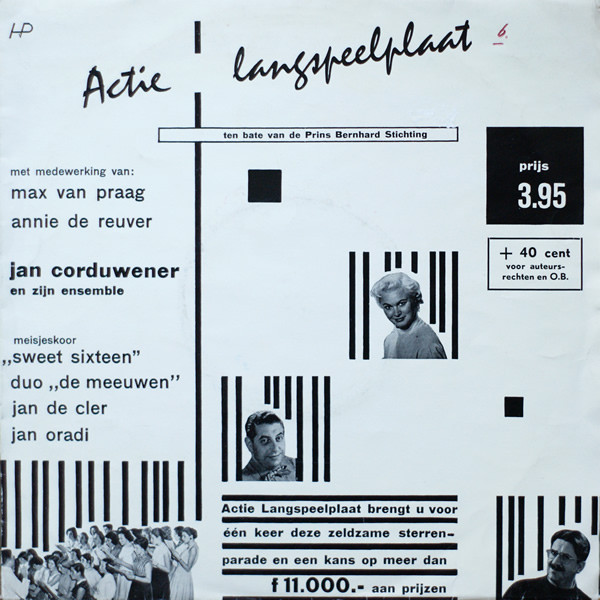 HP
Actie langspeelplaat 6.
ten bate van de Prins Bernhard Stichting
met medewerking van:
max van praag
annie de reuver
jan corduwener
en zijn ensemble
meisjeskoor
„sweet sixteen”
duo „de meeuwen”
jan de cler
jan oradi
prijs
3.95
+ 40 cent
voor auteurs-
rechten en O.B.
Actie Langspeelplaat brengt u voor
één keer deze zeldzame sterren-
parade en een kans op meer dan
f 11.000.- aan prijzen